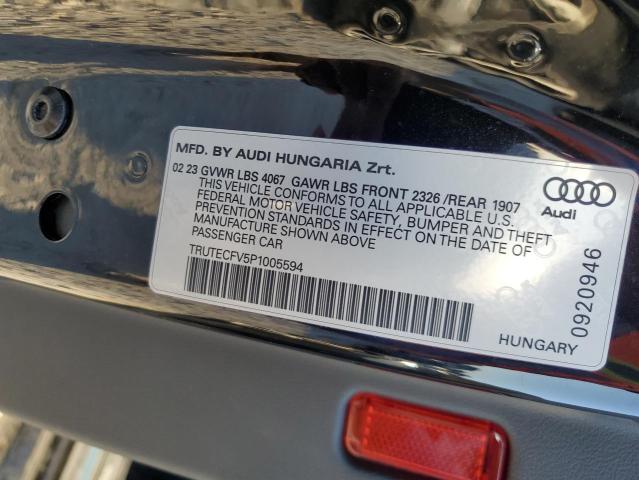 MFD. BY AUDI HUNGARIA Zrt.
02 23 GVWR LBS 4067 GAWR LBS FRONT 2326 /REAR 1907
THIS VEHICLE CONFORMS TO ALL APPLICABLE U.S.
FEDERAL MOTOR VEHICLE SAFETY, BUMPER AND THEFT
PREVENTION STANDARDS IN EFFECT ON THE DATE OF
MANUFACTURE SHOWN ABOVE
PASSENGER CAR
TRUTECFV5P1005594
Audi
0920946
HUNGARY